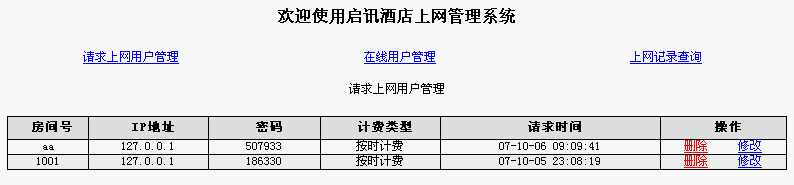 欢迎使用启讯酒店上网管理系统
请求上网用户管理 在线用户管理 上网记录查询
请求上网用户管理
房间号 IP地址 密码 计费类型 请求时间 操作
aa 127.0.0.1 507933 按时计费 07-10-06 09:09:41 删除 修改
1001 127.0.0.1 186330 按时计费 07-10-05 23:08:19 删除 修改